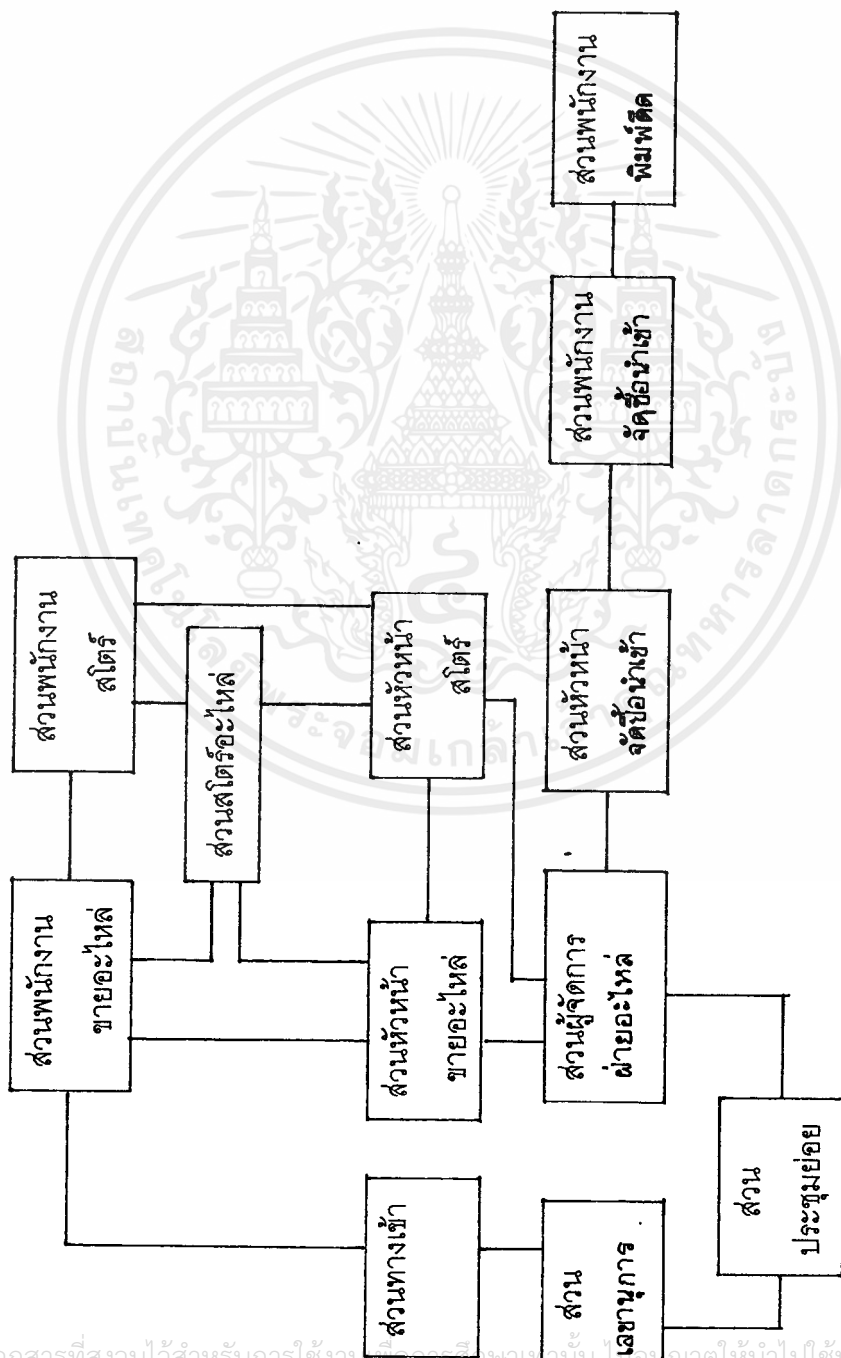 ส่วนพนักงาน
ขายอะไหล่
ส่วนพนักงาน
สโตร์
ส่วนสโตร์อะไหล่
ส่วนทางเข้า
ส่วนหัวหน้า
ขายอะไหล่
ส่วนหัวหน้า
สโตร์
ส่วน
เลขานุการ
ส่วนผู้จัดการ
ฝ่ายอะไหล่
ส่วนหัวหน้า
จัดซื้อนำเข้า
ส่วนพนักงาน
จัดซื้อนำเข้า
ส่วนพนักงาน
พิมพ์ดีด
ส่วน
ประชุมย่อย